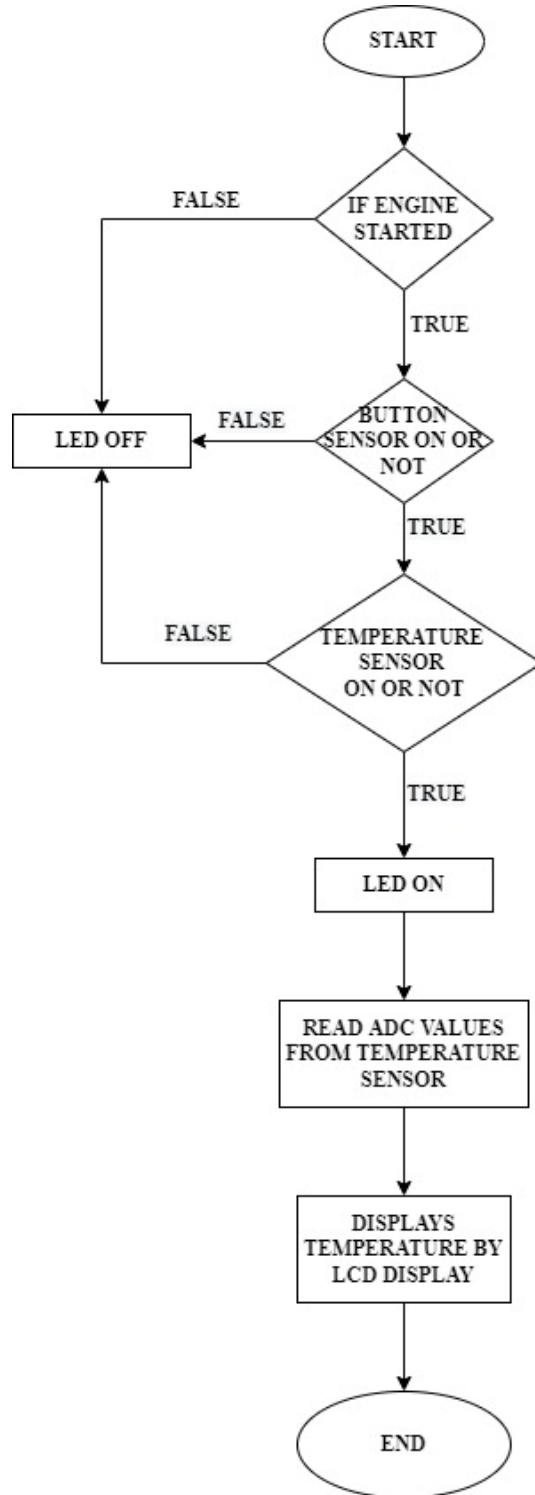 START
FALSE
IF ENGINE
STARTED
TRUE
LED OFF
FALSE
BUTTON
SENSOR ON OR
NOT
TRUE
FALSE
TEMPERATURE
SENSOR
ON OR NOT
TRUE
LED ON
READ ADC VALUES
FROM TEMPERATURE
SENSOR
DISPLAYS
TEMPERATURE BY
LCD DISPLAY
END